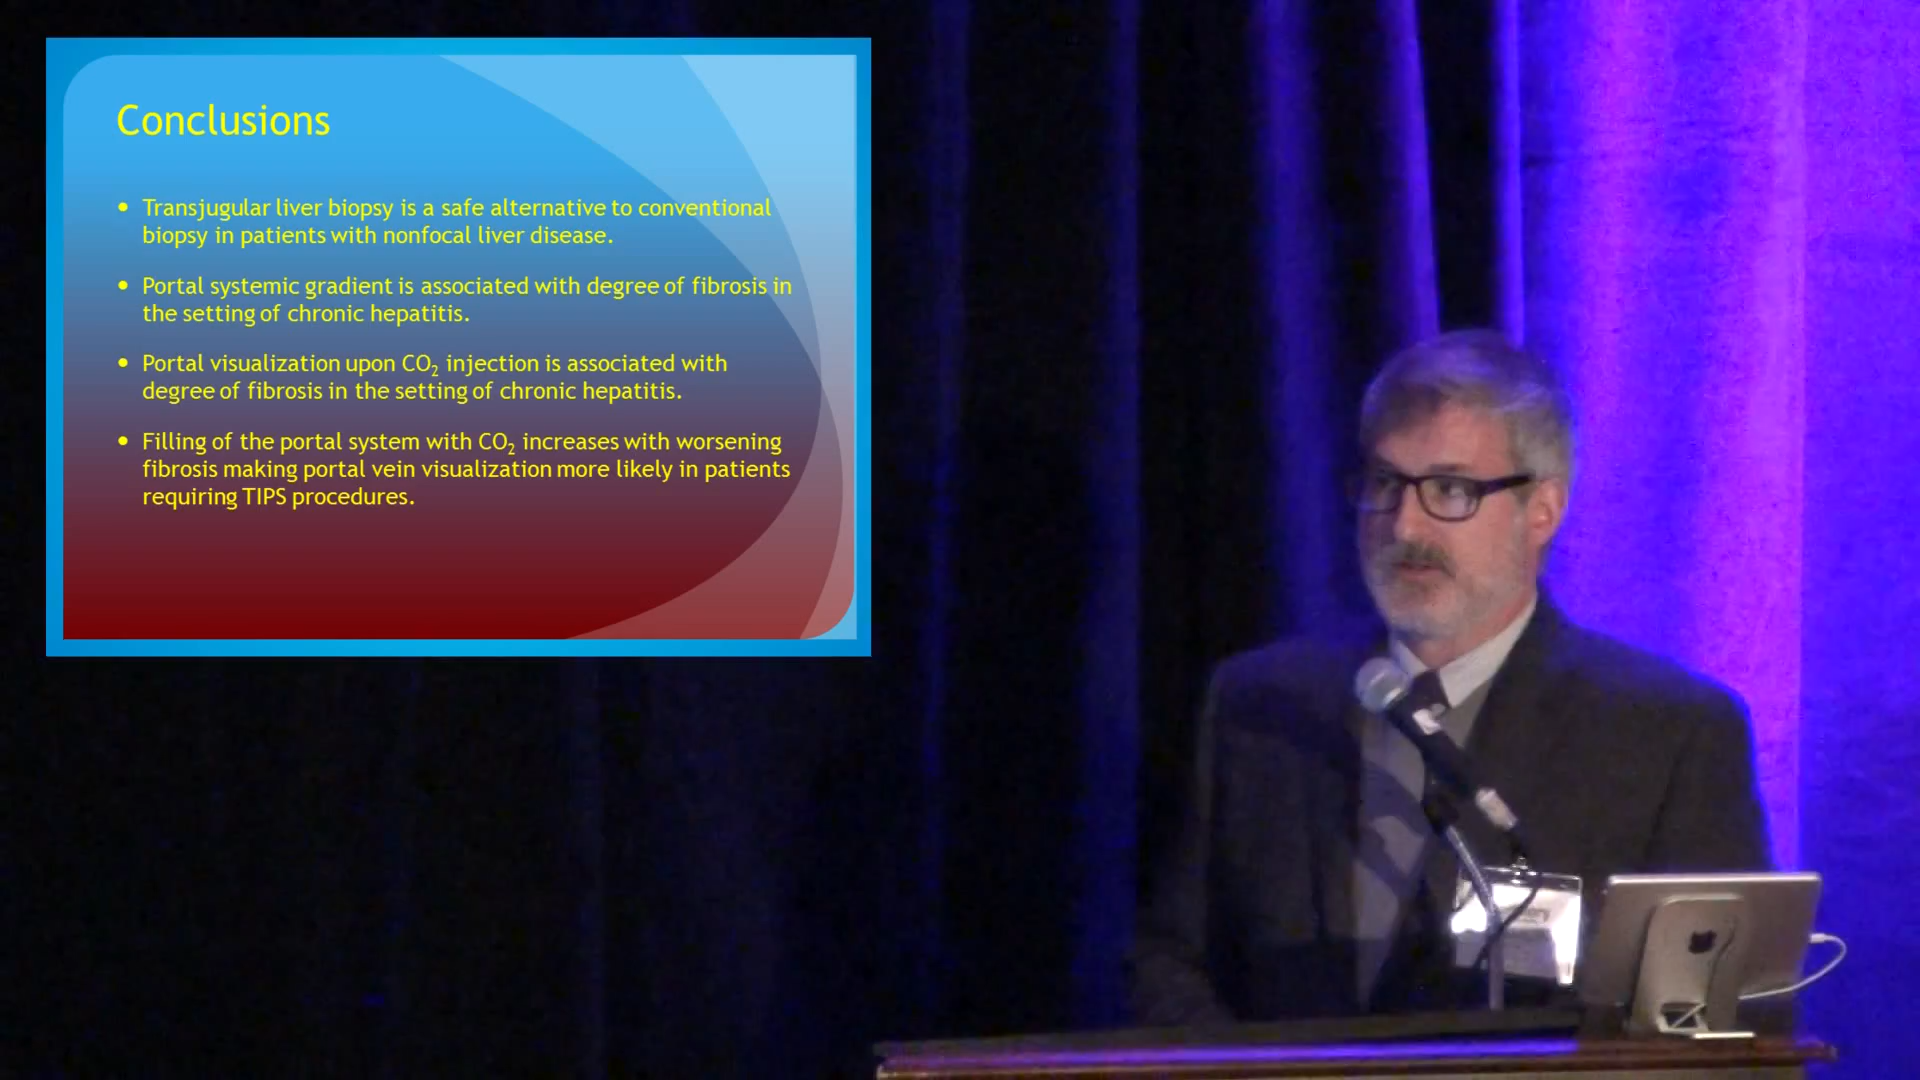 Conclusions
• Transjugular liver biopsy is a safe alternative to conventional
biopsy in patients with nonfocal liver disease.
• Portal systemic gradient is associated with degree of fibrosis in
the setting of chronic hepatitis.
• Portal visualization upon CO₂ injection is associated with
degree of fibrosis in the setting of chronic hepatitis.
• Filling of the portal system with CO₂ increases with worsening
fibrosis making portal vein visualization more likely in patients
requiring TIPS procedures.